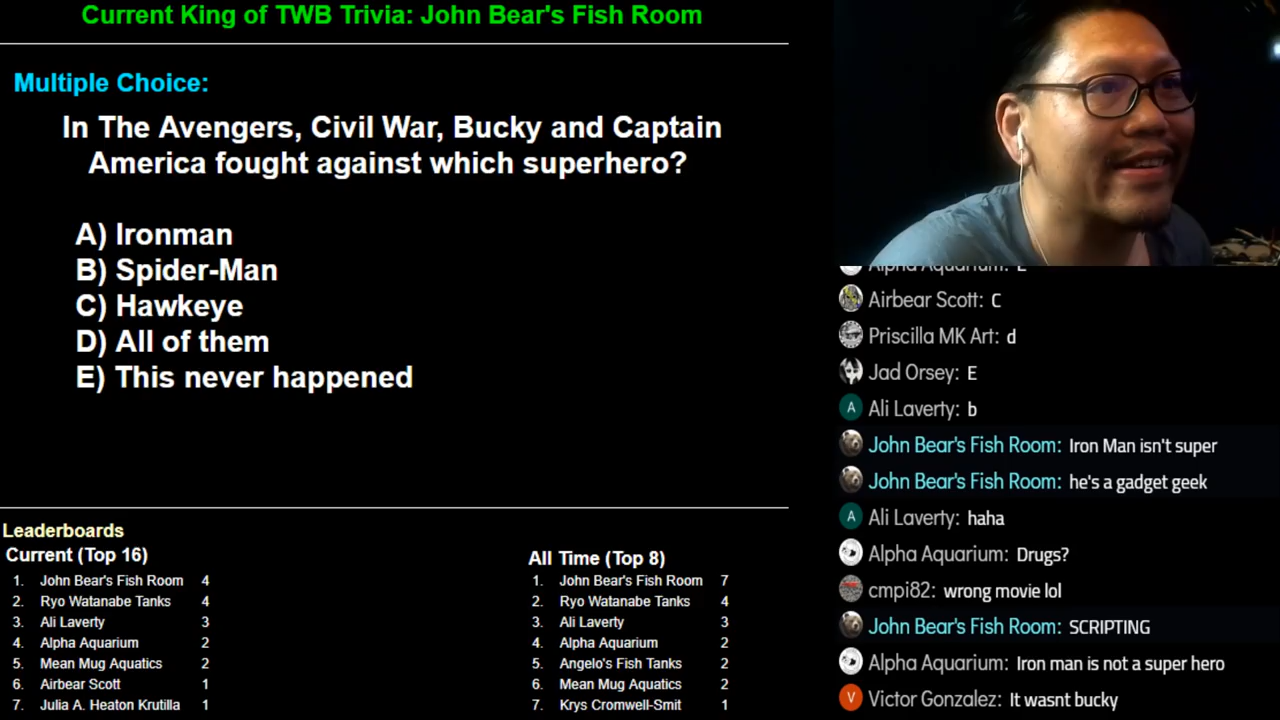 Current King of TWB Trivia: John Bear's Fish Room
Multiple Choice:
In The Avengers, Civil War, Bucky and Captain
America fought against which superhero?
A) Ironman
B) Spider-Man
C) Hawkeye
D) All of them
E) This never happened
Leaderboards
Current (Top 16)
1. John Bear's Fish Room 4
2. Ryo Watanabe Tanks 4
3. Ali Laverty 3
4. Alpha Aquarium 2
5. Mean Mug Aquatics 2
6. Airbear Scott 1
7. Julia A. Heaton Krutilla 1
All Time (Top 8)
1. John Bear's Fish Room 7
2. Ryo Watanabe Tanks 4
3. Ali Laverty 3
4. Alpha Aquarium 2
5. Angelo's Fish Tanks 2
6. Mean Mug Aquatics 2
7. Krys Cromwell-Smit 1
Alpha Aquarium:
Airbear Scott: C
Priscilla MK Art: d
Jad Orsey: E
A Ali Laverty: b
John Bear's Fish Room: Iron Man isn't super
John Bear's Fish Room: he's a gadget geek
A Ali Laverty: haha
Alpha Aquarium: Drugs?
cmpi82: wrong movie lol
John Bear's Fish Room: SCRIPTING
Alpha Aquarium: Iron man is not a super hero
V Victor Gonzalez: It wasnt bucky